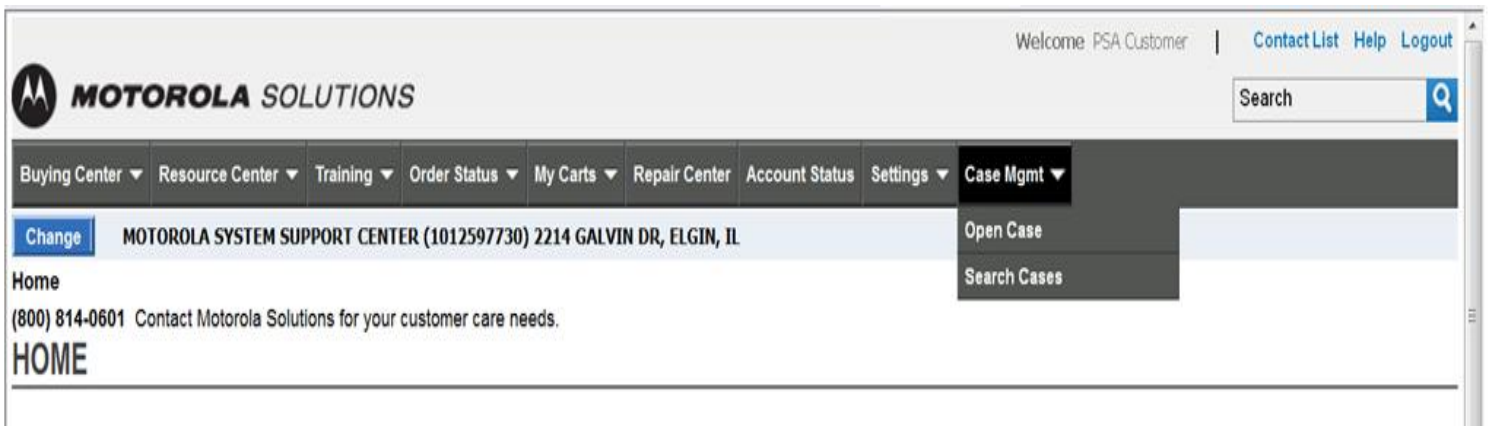 Welcome PSA Customer | Contact List Help Logout
MOTOROLA SOLUTIONS
Search
Buying Center Resource Center Training Order Status My Carts Repair Center Account Status Settings Case Mgmt
Change MOTOROLA SYSTEM SUPPORT CENTER (1012597730) 2214 GALVIN DR, ELGIN, IL
Open Case
Search Cases
Home
(800) 814-0601 Contact Motorola Solutions for your customer care needs.
HOME